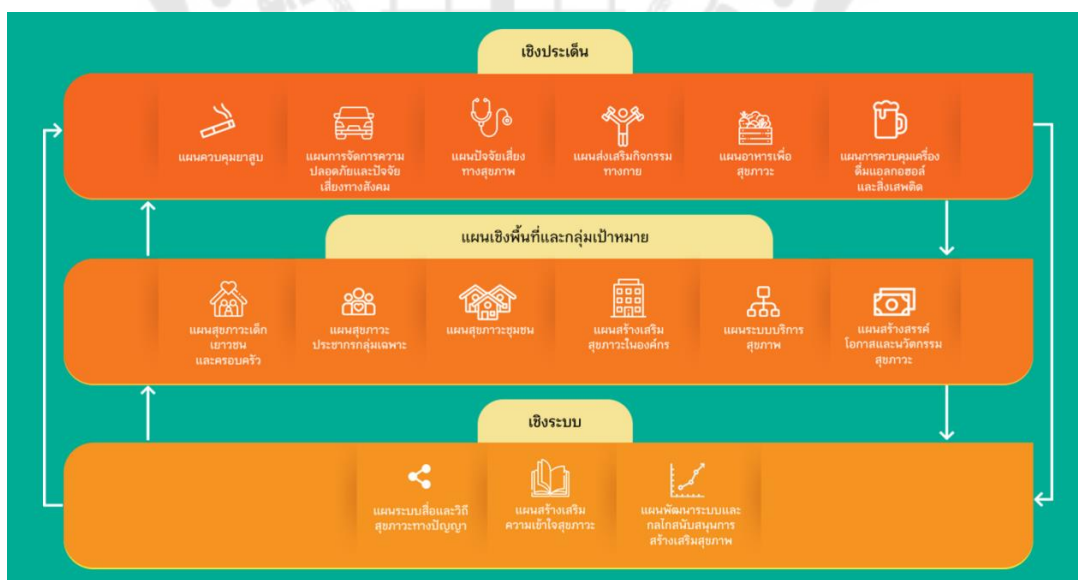 เชิงประเด็น
แผนควบคุมยาสูบ
แผนการจัดการความ
ปลอดภัยและปัจจัย
เสี่ยงทางสังคม
แผนปัจจัยเสี่ยง
ทางสุขภาพ
แผนส่งเสริมกิจกรรม
ทางกาย
แผนอาหารเพื่อ
สุขภาวะ
แผนการควบคุมเครื่อง
ดื่มแอลกอฮอล์
และสิ่งเสพติด
แผนเชิงพื้นที่และกลุ่มเป้าหมาย
แผนสุขภาวะเด็ก
เยาวชน
และครอบครัว
แผนสุขภาวะ
ประชากรกลุ่มเฉพาะ
แผนสุขภาวะชุมชน
แผนสร้างเสริม
สุขภาวะในองค์กร
แผนระบบบริการ
สุขภาพ
แผนสร้างสรรค์
โอกาสและนวัตกรรม
สุขภาวะ
เชิงระบบ
แผนระบบสื่อและวิถี
สุขภาวะทางปัญญา
แผนสร้างเสริม
ความเข้าใจสุขภาวะ
แผนพัฒนาระบบและ
กลไกสนับสนุนการ
สร้างเสริมสุขภาพ